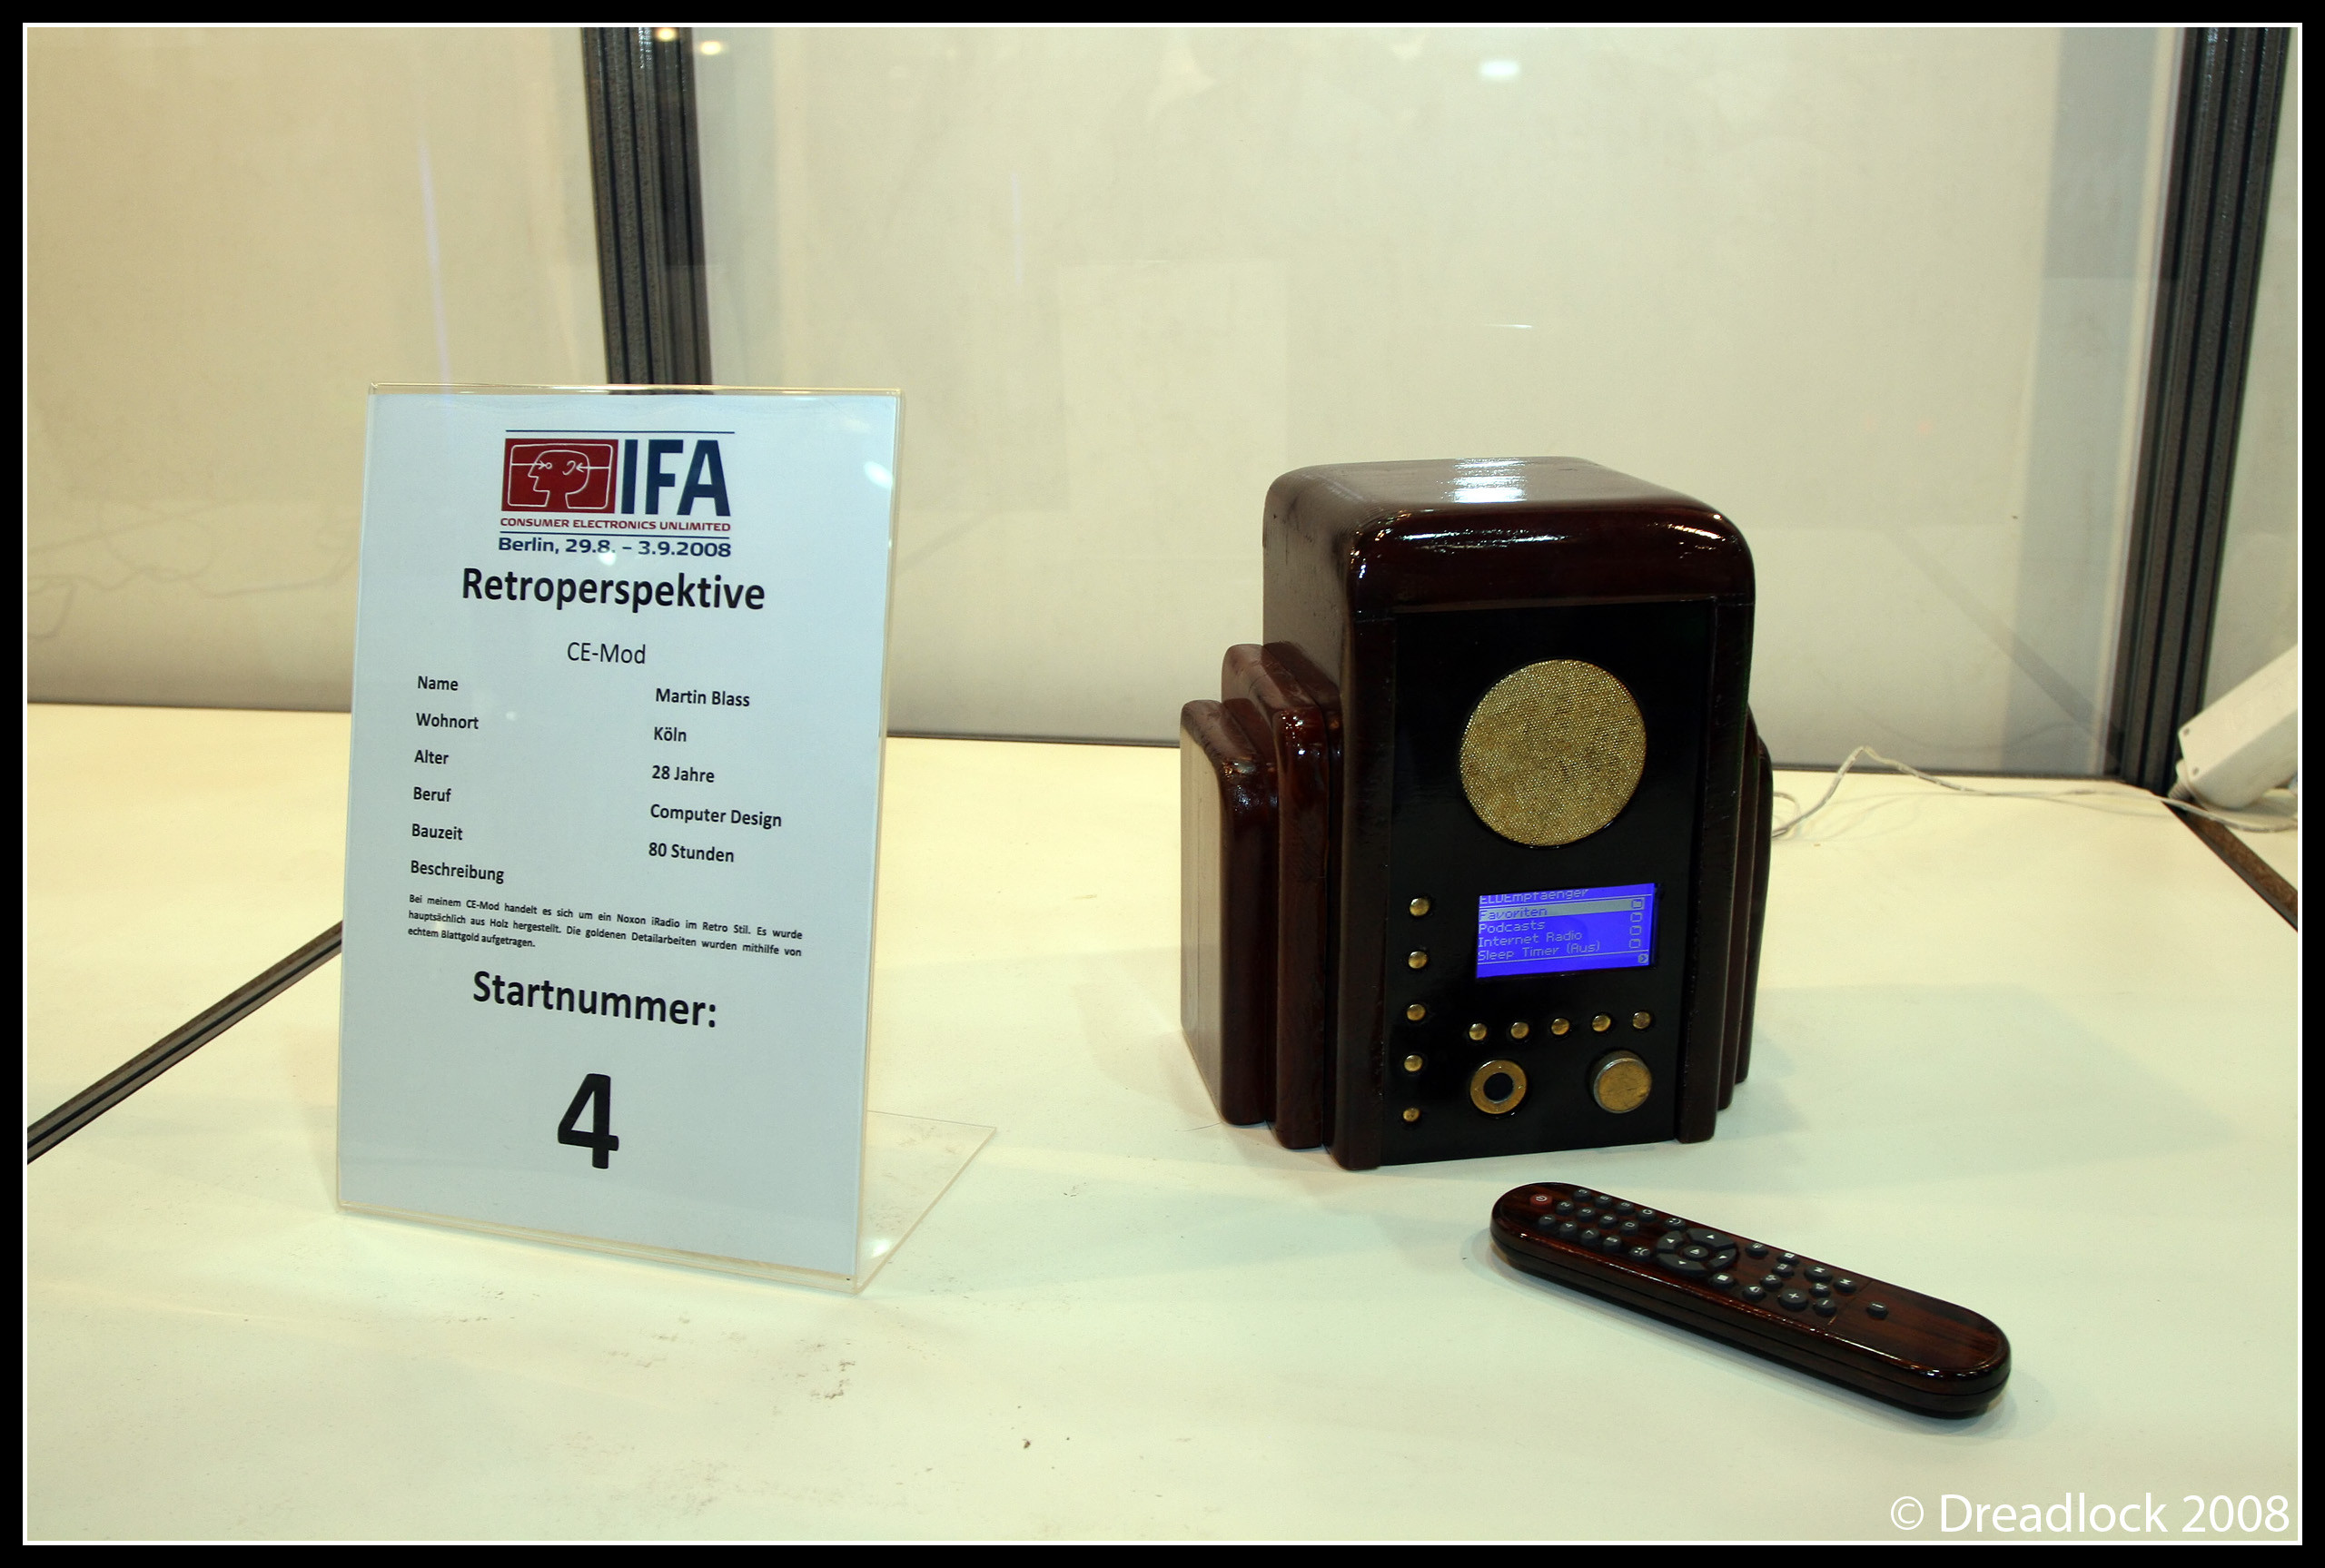 IFA
CONSUMER ELECTRONICS UNLIMITED
Berlin, 29.8. – 3.9.2008
Retroperspektive
CE-Mod
Name Martin Blass
Wohnort Köln
Alter 28 Jahre
Beruf Computer Design
Bauzeit 80 Stunden
Beschreibung
Bei meinem CE-Mod handelt es sich um ein Noxon iRadio im Retro Stil. Es wurde
hauptsächlich aus Holz hergestellt. Die goldenen Detailarbeiten wurden mithilfe von
echtem Blattgold aufgetragen.
Startnummer:
4
Favoriten
Podcasts
Internet Radio
Sleep Timer (Aus)
© Dreadlock 2008